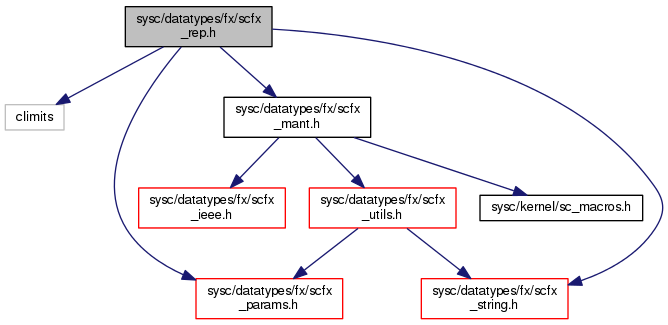 sysc/datatypes/fx/scfx
_rep.h
climits
sysc/datatypes/fx/scfx
_mant.h
sysc/datatypes/fx/scfx
_ieee.h
sysc/datatypes/fx/scfx
_utils.h
sysc/kernel/sc_macros.h
sysc/datatypes/fx/scfx
_params.h
sysc/datatypes/fx/scfx
_string.h